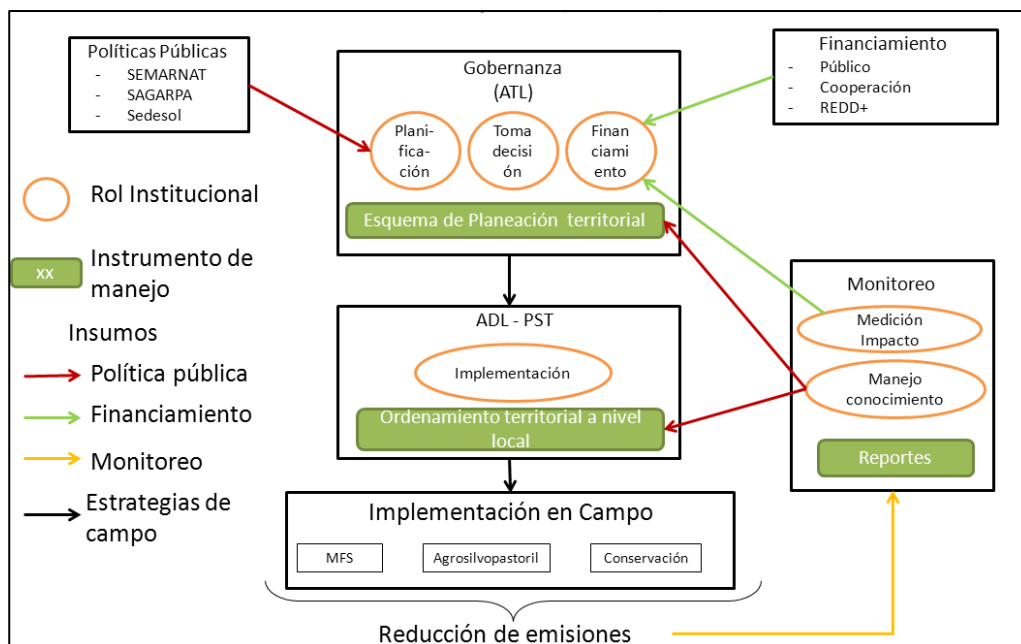 Políticas Públicas
- SEMARNAT
- SAGARPA
- Sedesol
Gobernanza
(ATL)
Plani-
fica-
ción
Toma
decisi
ón
Finan
ciami
ento
Esquema de Planeación territorial
Financiamiento
- Público
- Cooperación
- REDD+
Rol Institucional
xx
Instrumento de
manejo
Insumos
Política pública
Financiamiento
Monitoreo
Estrategias de
campo
ADL - PST
Implementación
Ordenamiento territorial a nivel
local
Monitoreo
Medición
Impacto
Manejo
conocimiento
Reportes
Implementación en Campo
MFS
Agrosilvopastoril
Conservación
Reducción de emisiones